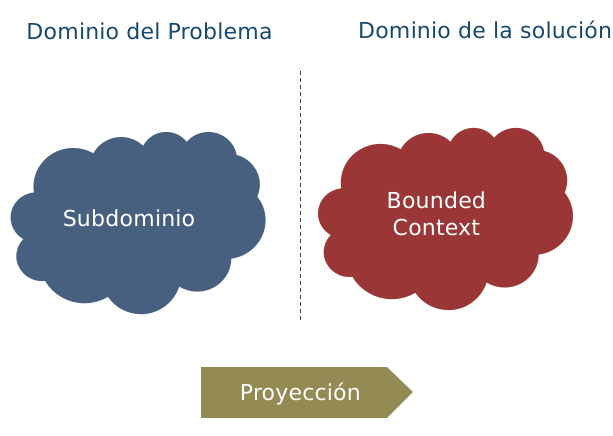 Dominio del Problema
Dominio de la solución
Subdominio
Bounded
Context
Proyección